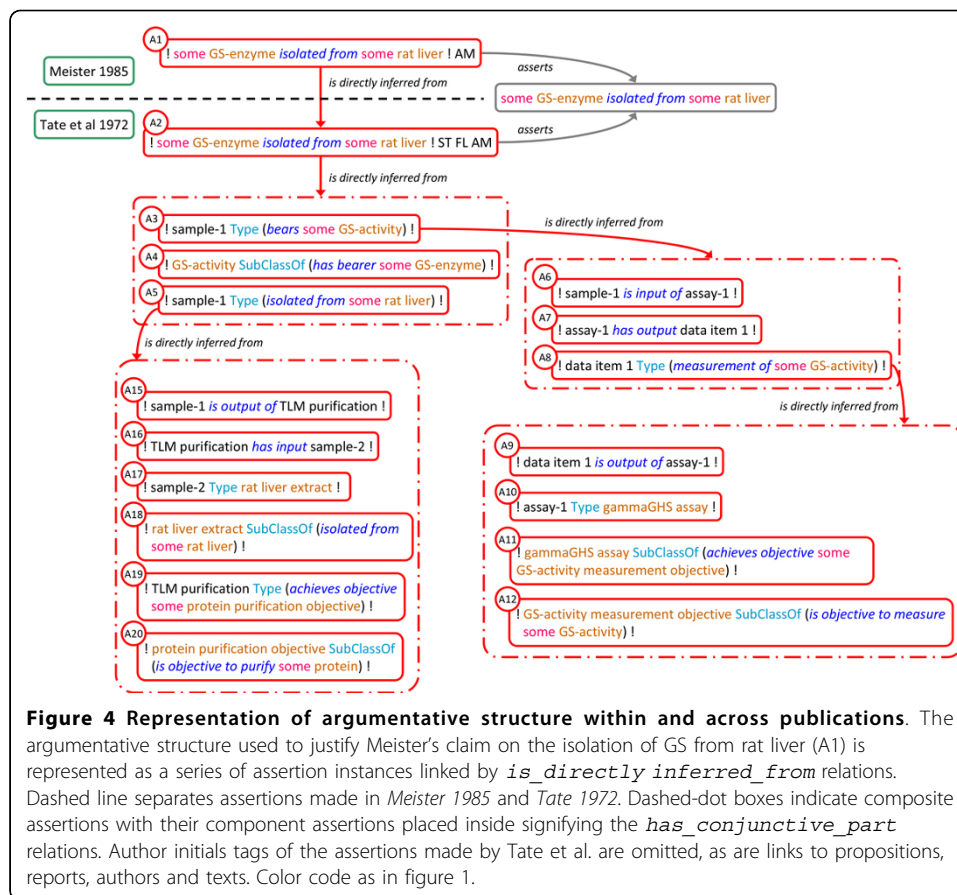 A1
! some GS-enzyme isolated from some rat liver ! AM
asserts
Meister 1985
is directly inferred from
some GS-enzyme isolated from some rat liver
Tate et al 1972
A2
! some GS-enzyme isolated from some rat liver ! ST FL AM
asserts
is directly inferred from
A3
! sample-1 Type (bears some GS-activity) !
is directly inferred from
A4
! GS-activity SubClassOf (has bearer some GS-enzyme) !
A5
! sample-1 Type (isolated from some rat liver) !
A6
! sample-1 is input of assay-1 !
A7
! assay-1 has output data item 1 !
A8
! data item 1 Type (measurement of some GS-activity) !
is directly inferred from
is directly inferred from
A15
! sample-1 is output of TLM purification !
A16
! TLM purification has input sample-2 !
A17
! sample-2 Type rat liver extract !
A18
! rat liver extract SubClassOf (isolated from
some rat liver) !
A19
! TLM purification Type (achieves objective
some protein purification objective) !
A20
! protein purification objective SubClassOf
(is objective to purify some protein) !
A9
! data item 1 is output of assay-1 !
A10
! assay-1 Type gammaGHS assay !
A11
! gammaGHS assay SubClassOf (achieves objective some
GS-activity measurement objective) !
A12
! GS-activity measurement objective SubClassOf (is objective to measure
some GS-activity) !
Figure 4 Representation of argumentative structure within and across publications. The
argumentative structure used to justify Meister's claim on the isolation of GS from rat liver (A1) is
represented as a series of assertion instances linked by is_directly inferred_from relations.
Dashed line separates assertions made in Meister 1985 and Tate 1972. Dashed-dot boxes indicate composite
assertions with their component assertions placed inside signifying the has_conjunctive_part
relations. Author initials tags of the assertions made by Tate et al. are omitted, as are links to propositions,
reports, authors and texts. Color code as in figure 1.